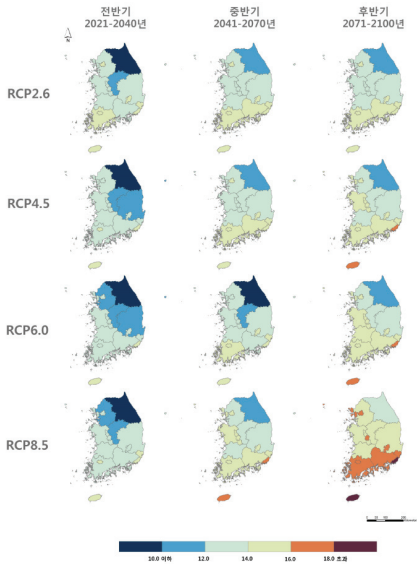 전반기 중반기 후반기
2021-2040년 2041-2070년 2071-2100년
N
RCP2.6
RCP4.5
RCP6.0
RCP8.5
10.0 이하 12.0 14.0 16.0 18.0 초과